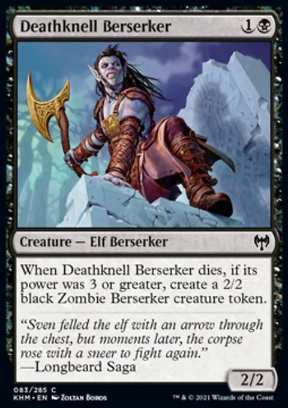 Deathknell Berserker 1
Creature — Elf Berserker
When Deathknell Berserker dies, if its
power was 3 or greater, create a 2/2
black Zombie Berserker creature token.
"Sven felled the elf with an arrow through
the chest, but moments later, the corpse
rose with a sneer to fight again."
—Longbeard Saga
2/2
083/285 C
KHM • EN ZOLTAN BOROS
™ & © 2021 Wizards of the Coast